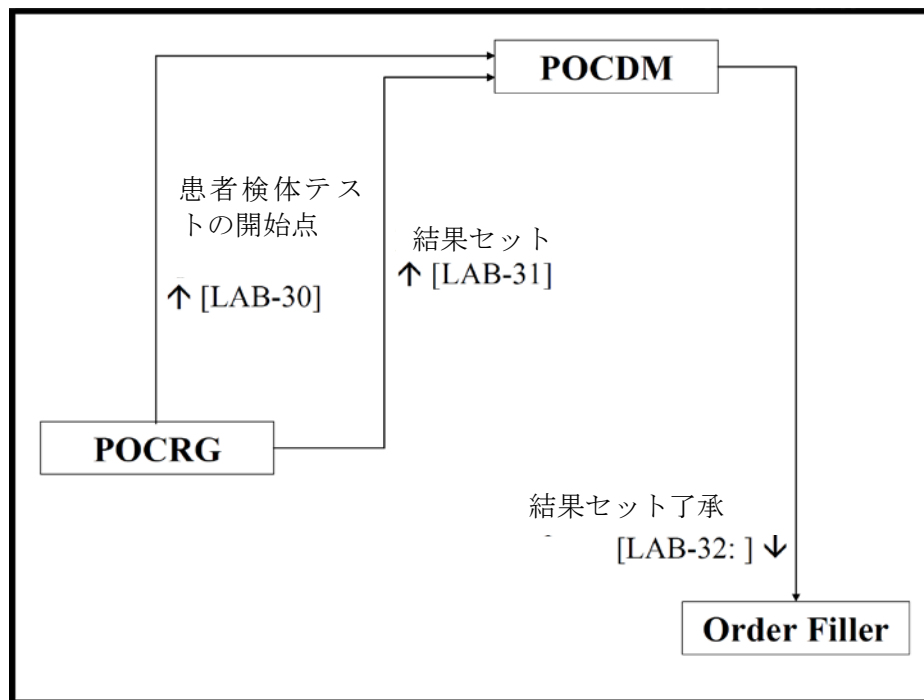 POCDM
患者検体テス
トの開始点
↑ [LAB-30]
結果セット
↑ [LAB-31]
POCRG
結果セット了承
[LAB-32: ] ↓
Order Filler